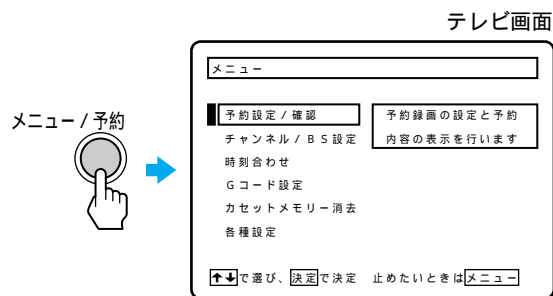 テレビ画面
メニュー / 予約
メニュー
予約設定 / 確認
チャンネル / BS設定
時刻合わせ
Gコード設定
カセットメモリー消去
各種設定
予約録画の設定と予約
内容の表示を行います
↑↓で選び、決定で決定 止めたいときはメニュー